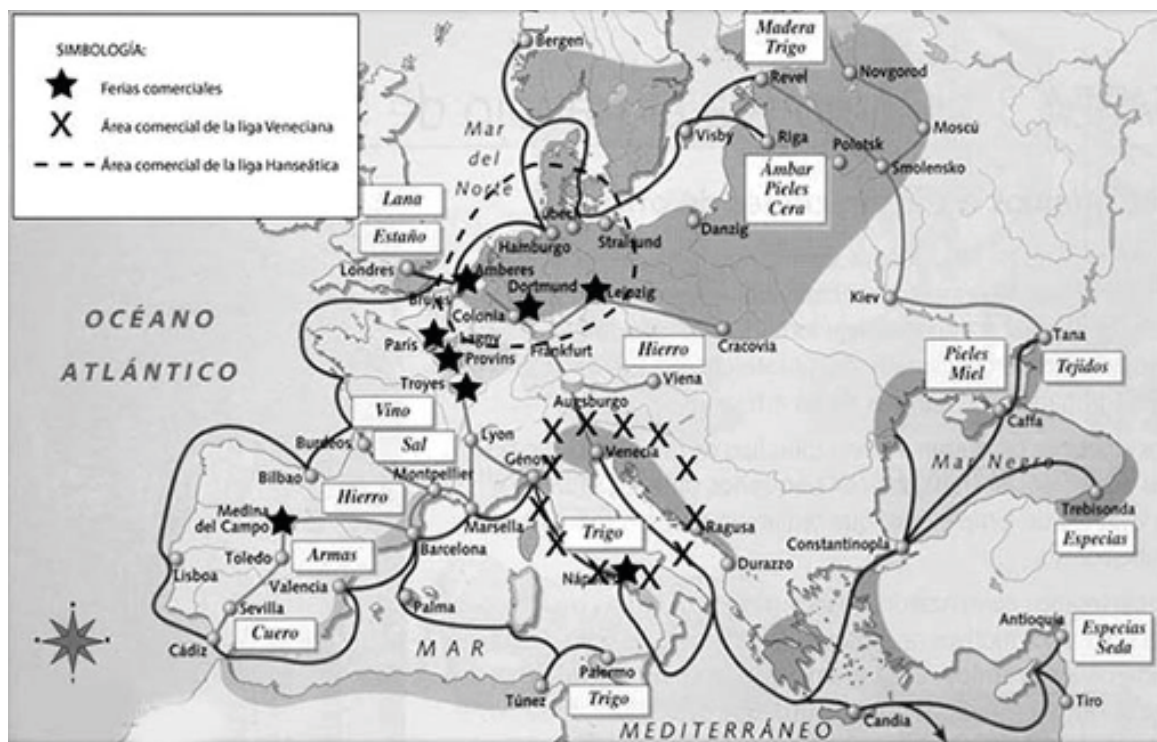 SIMBOLOGÍA:
Ferias comerciales
Área comercial de la liga Veneciana
Área comercial de la liga Hanseática
Bergen
Madera
Trigo
Revel
Novgorod
Mar
del
Norte
Visby
Riga
Polotsk
Moscú
Smolensko
Ámbar
Pieles
Cera
Lana
Estaño
Lübeck
Hamburgo
Stralsund
Danzig
Londres
Amberes
Brujas
Dortmund
Leipzig
Colonia
Kiev
OCÉANO
ATLÁNTICO
París
Lagny
Provins
Frankfurt
Hierro
Cracovia
Tana
Troyes
Viena
Augsburgo
Pieles
Miel
Tejidos
Caffa
Vino
Burdeos
Sal
Lyon
Génova
Venecia
Mar Negro
Bilbao
Hierro
Montpellier
Marsella
Trebisonda
Especias
Medina
del Campo
Toledo
Armas
Barcelona
Trigo
Ragusa
Durazzo
Constantinopla
Lisboa
Valencia
Nápo
Sevilla
Cuero
Palma
Cádiz
MAR
Palermo
Trigo
Túnez
Antioquía
Especias
Seda
Tiro
Candia
MEDITERRÁNEO